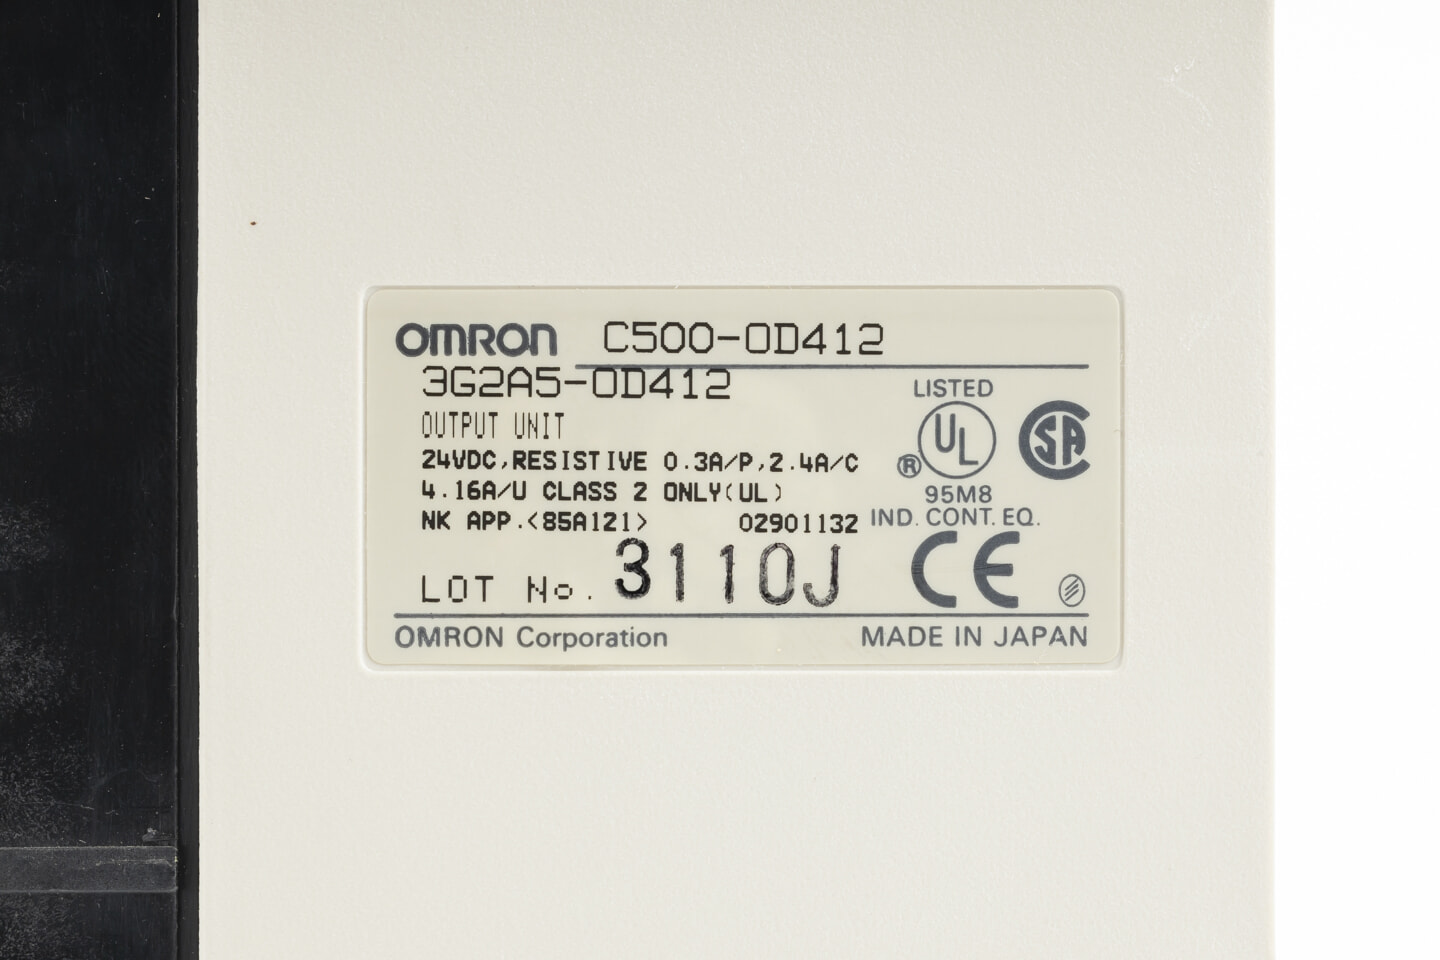 OMRON C500-OD412
3G2A5-OD412
OUTPUT UNIT
24VDC,RESISTIVE 0.3A/P,2.4A/C
4.16A/U CLASS 2 ONLY(UL)
NK APP.<85A121> 02901132
LISTED
UL
®
SA
95M8
IND. CONT. EQ.
LOT No. 3110J
CE
OMRON Corporation MADE IN JAPAN